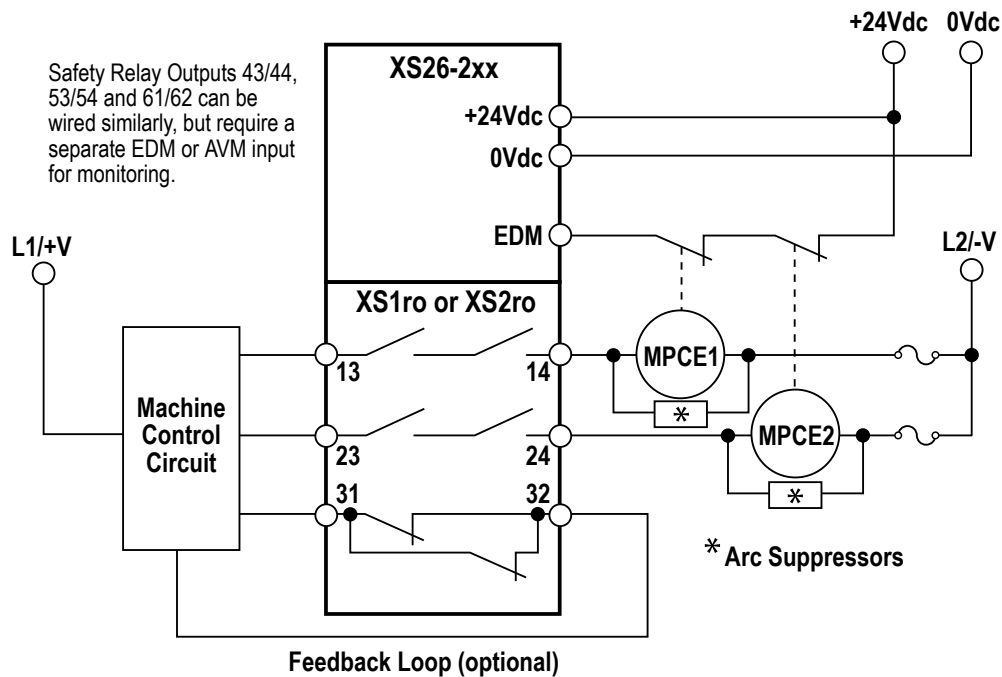 +24Vdc 0Vdc
Safety Relay Outputs 43/44,
53/54 and 61/62 can be
wired similarly, but require a
separate EDM or AVM input
for monitoring.
XS26-2xx
+24Vdc
0Vdc
EDM
L1/+V
L2/-V
XS1ro or XS2ro
13 14
MPCE1
*
Machine
Control
Circuit
23 24
MPCE2
*
31 32
* Arc Suppressors
Feedback Loop (optional)